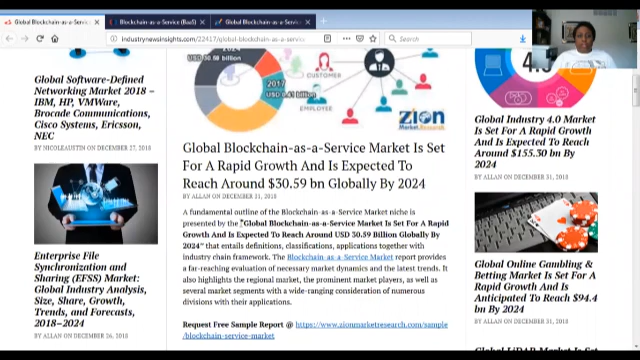 Global Blockchain-as-a-Service
Blockchain-as-a-Service (BaaS)
Global Blockchain-as-a-Service
industrynewsinsights.com/22417/global-blockchain-as-a-
Search
Global Software-Defined
Networking Market 2018 –
IBM, HP, VMWare,
Brocade Communications,
Cisco Systems, Ericsson,
NEC
BY NICOLEAUSTIN ON DECEMBER 27, 2018
Enterprise File
Synchronization and
Sharing (EFSS) Market:
Global Industry Analysis,
Size, Share, Growth,
Trends, and Forecasts,
2018–2024
BY ALLAN ON DECEMBER 26, 2018
2024
USD 30.59 billion
2017
CUSTOMER
EMPLOYEE
ZION
Market Research
Global Blockchain-as-a-Service Market Is Set
For A Rapid Growth And Is Expected To
Reach Around $30.59 bn Globally By 2024
BY ALLAN ON DECEMBER 31, 2018
A fundamental outline of the Blockchain-as-a-Service Market niche is
presented by the "Global Blockchain-as-a-Service Market Is Set For A Rapid
Growth And Is Expected To Reach Around USD 30.59 Billion Globally By
2024" that entails definitions, classifications, applications together with
industry chain framework. The Blockchain-as-a-Service Market report provides
a far-reaching evaluation of necessary market dynamics and the latest trends. It
also highlights the regional market, the prominent market players, as well as
several market segments with a wide-ranging consideration of numerous
divisions with their applications.
Request Free Sample Report @ https://www.zionmarketresearch.com/sample
/blockchain-service-market
Global Industry 4.0 Market
Is Set For A Rapid Growth
And Is Expected To Reach
Around $155.30 bn By
2024
BY ALLAN ON DECEMBER 31, 2018
Global Online Gambling &
Betting Market Is Set For A
Rapid Growth And Is
Anticipated To Reach $94.4
bn By 2024
BY ALLAN ON DECEMBER 31, 2018